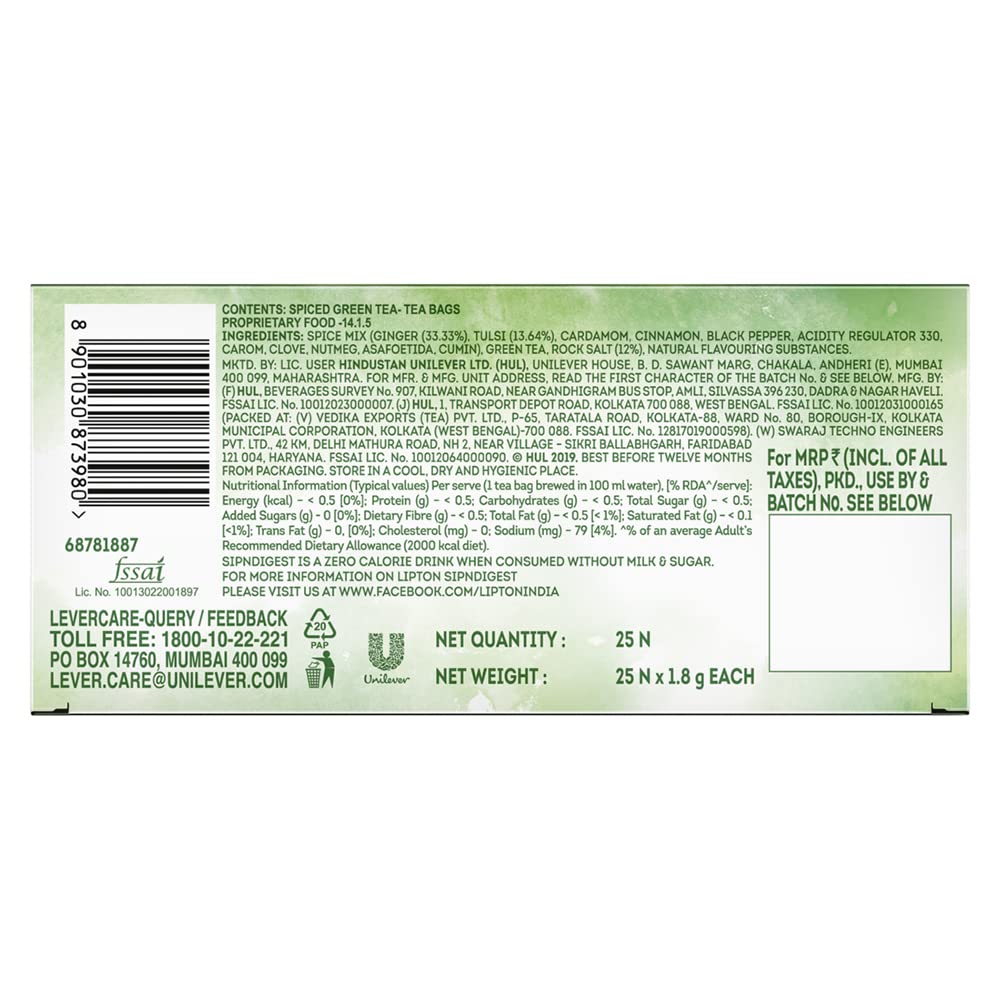 CONTENTS: SPICED GREEN TEA- TEA BAGS
PROPRIETARY FOOD -14.1.5
INGREDIENTS: SPICE MIX (GINGER (33.33%), TULSI (13.64%), CARDAMOM, CINNAMON, BLACK PEPPER, ACIDITY REGULATOR 330,
CAROM, CLOVE, NUTMEG, ASAFOETIDA, CUMIN), GREEN TEA, ROCK SALT (12%), NATURAL FLAVOURING SUBSTANCES.
MKTD. BY: LIC. USER HINDUSTAN UNILEVER LTD. (HUL), UNILEVER HOUSE, B. D. SAWANT MARG, CHAKALA, ANDHERI (E), MUMBAI
400 099, MAHARASHTRA. FOR MFR. & MFG. UNIT ADDRESS, READ THE FIRST CHARACTER OF THE BATCH No. & SEE BELOW. MFG. BY:
(F) HUL, BEVERAGES SURVEY No. 907, KILWANI ROAD, NEAR GANDHIGRAM BUS STOP, AMLI, SILVASSA 396 230, DADRA & NAGAR HAVELI.
FSSAI LIC. No. 10012023000007. (J) HUL, 1, TRANSPORT DEPOT ROAD, KOLKATA 700 088, WEST BENGAL. FSSAI LIC. No. 10012031000165
(PACKED AT: (V) VEDIKA EXPORTS (TEA) PVT. LTD., P-65, TARATALA ROAD, KOLKATA-88, WARD No. 80, BOROUGH-IX, KOLKATA
MUNICIPAL CORPORATION, KOLKATA (WEST BENGAL)-700 088. FSSAI LIC. No. 12817019000598). (W) SWARAJ TECHNO ENGINEERS
PVT. LTD., 42 KM, DELHI MATHURA ROAD, NH 2, NEAR VILLAGE - SIKRI BALLABHGARH, FARIDABAD
121 004, HARYANA. FSSAI LIC. No. 10012064000090. © HUL 2019. BEST BEFORE TWELVE MONTHS
FROM PACKAGING. STORE IN A COOL, DRY AND HYGIENIC PLACE.
Nutritional Information (Typical values) Per serve (1 tea bag brewed in 100 ml water), [% RDA^/serve]:
Energy (kcal) - < 0.5 [0%]; Protein (g) - < 0.5; Carbohydrates (g) - < 0.5; Total Sugar (g) - < 0.5;
Added Sugars (g) - 0 [0%]; Dietary Fibre (g) - < 0.5; Total Fat (g) - < 0.5 [< 1%]; Saturated Fat (g) - < 0.1
[<1%]; Trans Fat (g) - 0, [0%]; Cholesterol (mg) - 0; Sodium (mg) - 79 [4%]. ^% of an average Adult's
Recommended Dietary Allowance (2000 kcal diet).
SIPNDIGEST IS A ZERO CALORIE DRINK WHEN CONSUMED WITHOUT MILK & SUGAR.
FOR MORE INFORMATION ON LIPTON SIPNDIGEST
PLEASE VISIT US AT WWW.FACEBOOK.COM/LIPTONINDIA
For MRP ₹ (INCL. OF ALL
TAXES), PKD., USE BY &
BATCH No. SEE BELOW
8 901030 873980 >
68781887
fssai
Lic. No. 10013022001897
LEVERCARE-QUERY / FEEDBACK
TOLL FREE: 1800-10-22-221
PO BOX 14760, MUMBAI 400 099
LEVER.CARE@UNILEVER.COM
20
PAP
Unilever
NET QUANTITY : 25 N
NET WEIGHT : 25 N x 1.8 g EACH